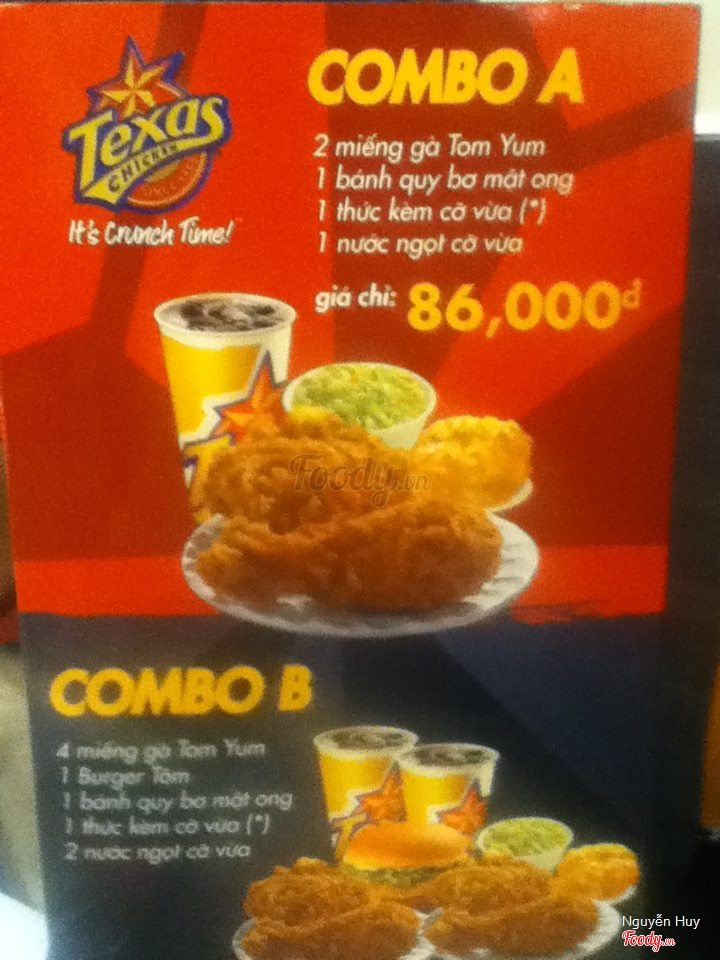 Texas
CHICKEN
It's Crunch Time!
COMBO A
2 miếng gà Tom Yum
1 bánh quy bơ mật ong
1 thức kèm cỡ vừa (*)
1 nước ngọt cỡ vừa
giá chỉ: 86,000đ
Foody.vn
COMBO B
4 miếng gà Tom Yum
1 Burger Tôm
1 bánh quy bơ mật ong
1 thức kèm cỡ vừa (*)
2 nước ngọt cỡ vừa
Nguyễn Huy
Foody.vn